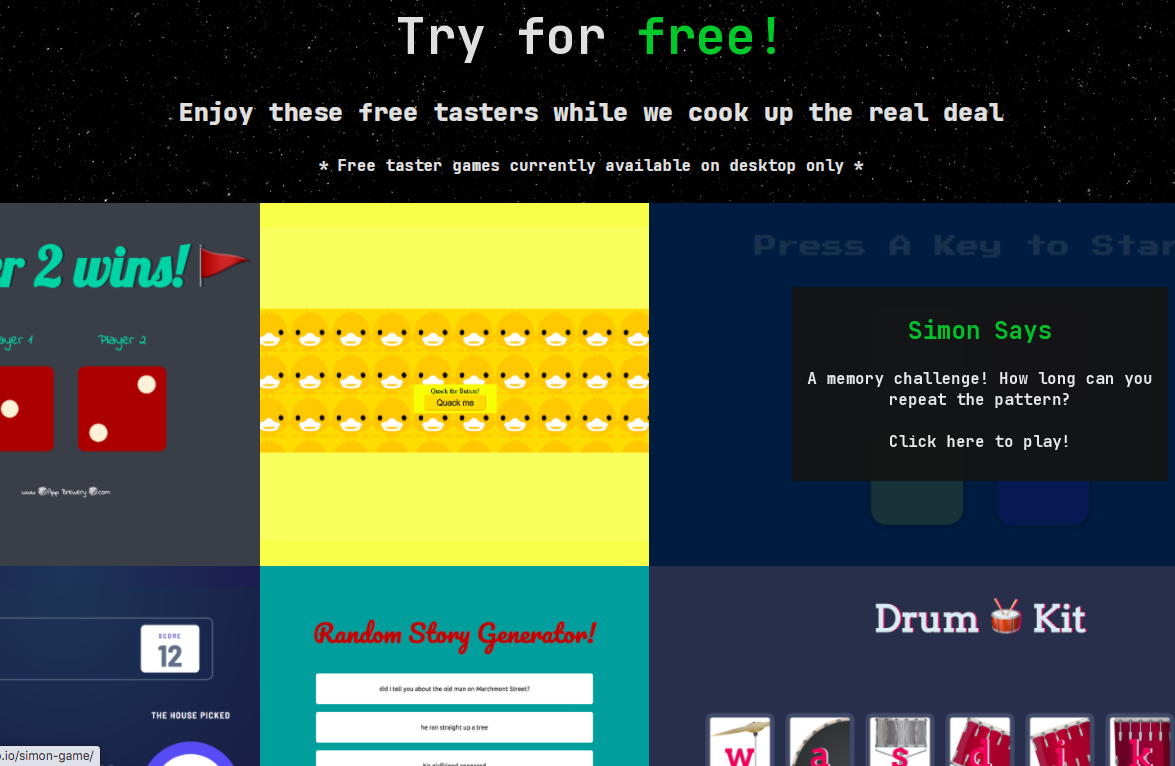 Try for free!
Enjoy these free tasters while we cook up the real deal
* Free taster games currently available on desktop only *
er 2 wins!
ayer 1
Player 2
www App Brewery com
Quack the Button!
Quack me
Press A Key to Star
Simon Says
A memory challenge! How long can you
repeat the pattern?
Click here to play!
SCORE
12
THE HOUSE PICKED
Random Story Generator!
did I tell you about the old man on Marchmont Street?
he ran straight up a tree
his girlfriend appeared
Drum Kit
w a s d j k
.io/simon-game/